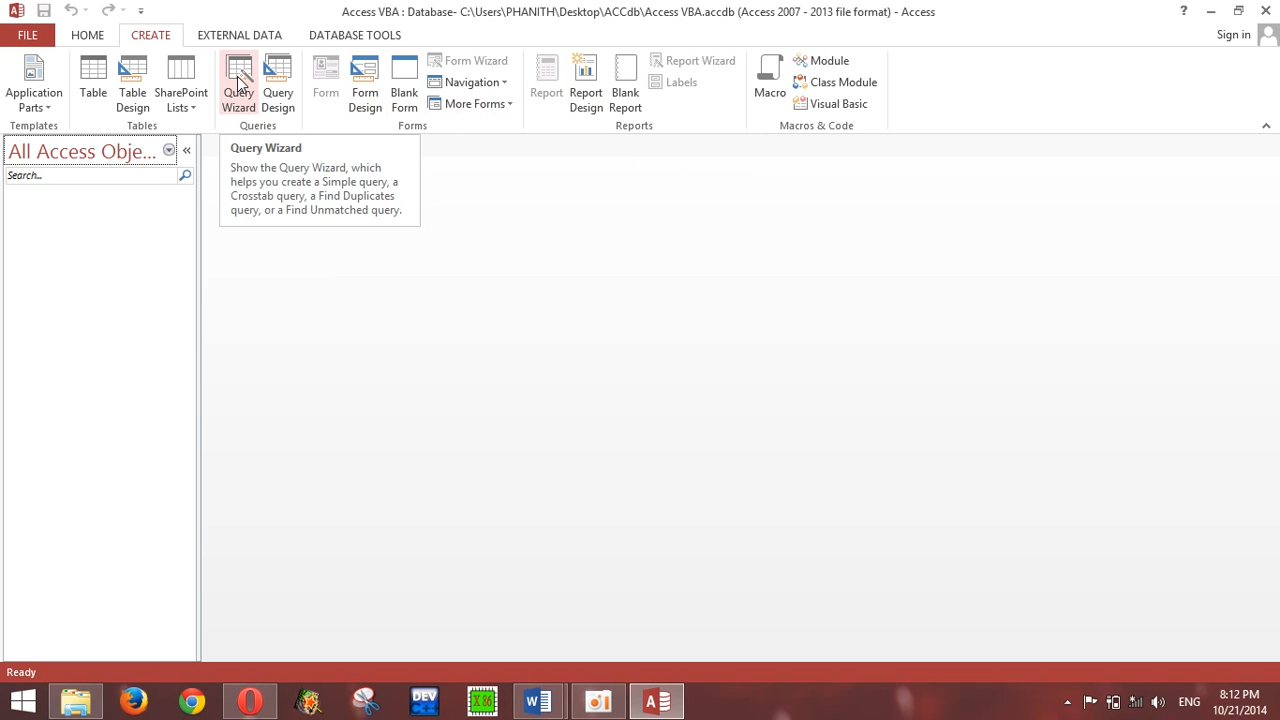 Access VBA : Database- C:\Users\PHANITH\Desktop\ACCdb\Access VBA.accdb (Access 2007 - 2013 file format) - Access
?
FILE HOME CREATE EXTERNAL DATA DATABASE TOOLS Sign in
Application Parts
Table
Table Design
SharePoint Lists
Query Wizard
Query Design
Form
Form Design
Blank Form
Form Wizard
Navigation
More Forms
Report
Report Design
Blank Report
Report Wizard
Labels
Macro
Module
Class Module
Visual Basic
Templates Tables Queries Forms Reports Macros & Code
All Access Obje... «
Search...
Query Wizard
Show the Query Wizard, which
helps you create a Simple query, a
Crosstab query, a Find Duplicates
query, or a Find Unmatched query.
Ready
DEV
X 86
ENG
8:12 PM
10/21/2014